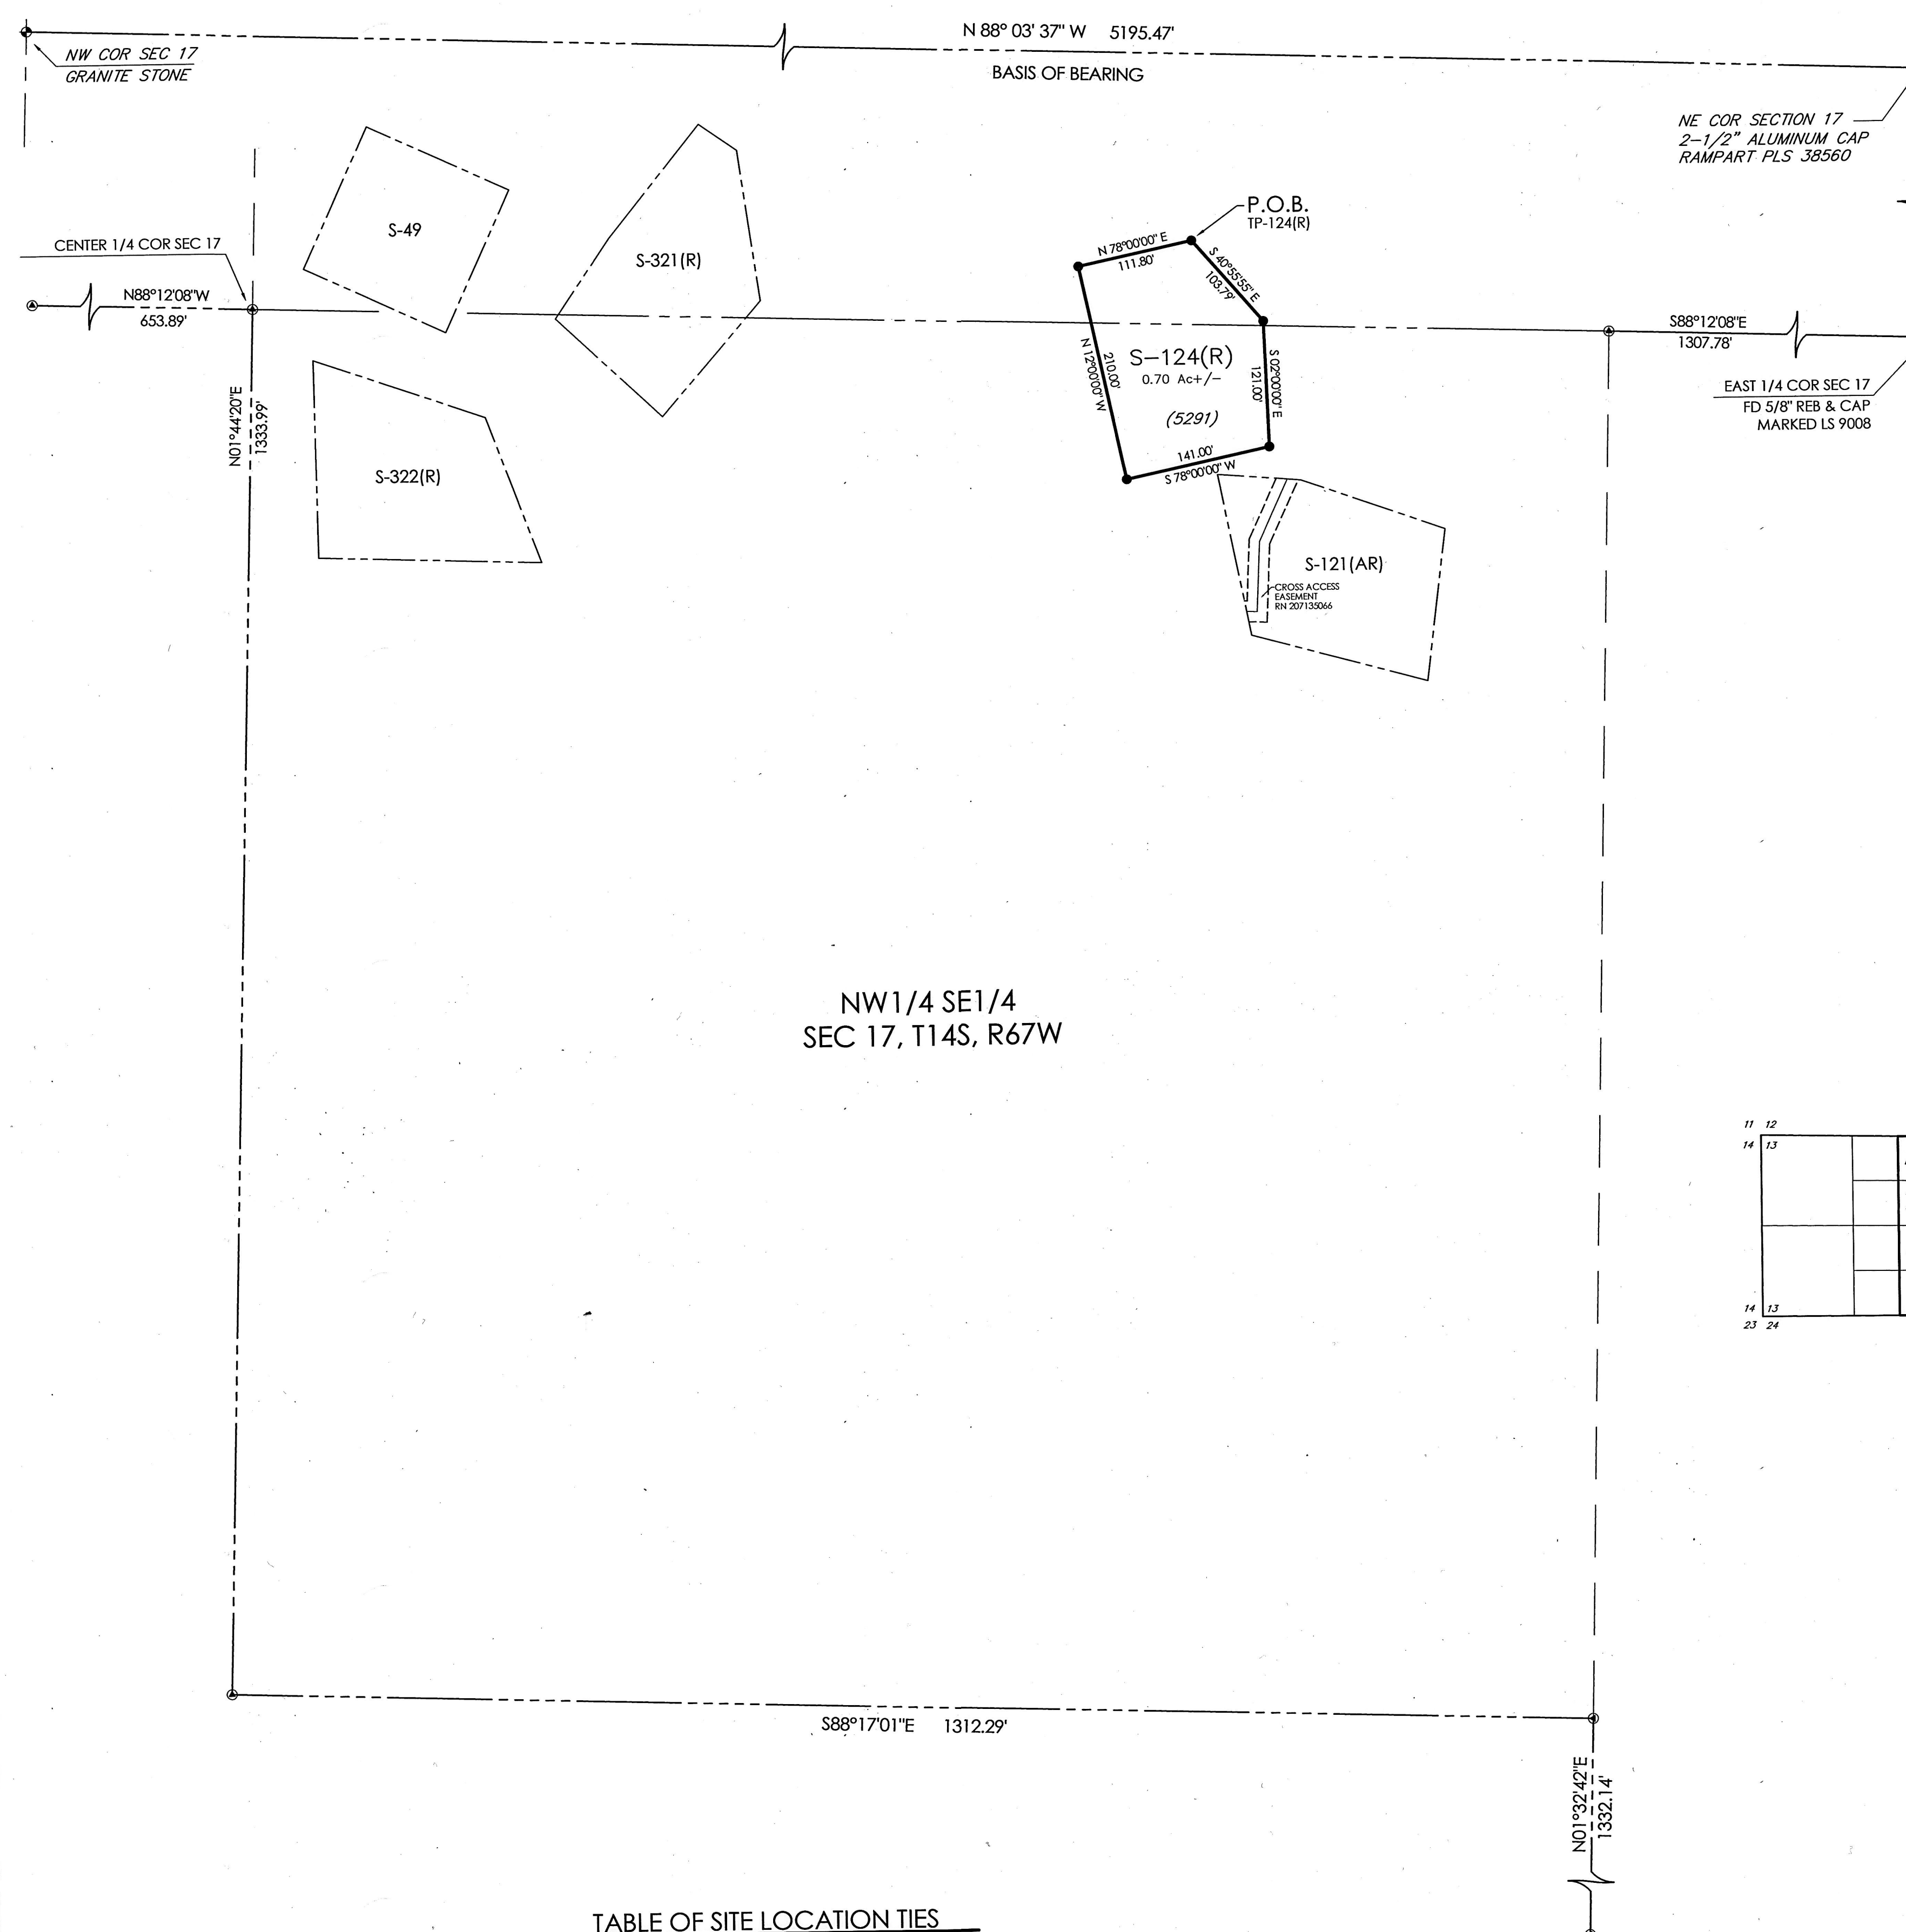 N 88° 03' 37" W 5195.47'
BASIS OF BEARING
NW COR SEC 17
GRANITE STONE
NE COR SECTION 17
2-1/2" ALUMINUM CAP
RAMPART PLS 38560
P.O.B.
TP-124(R)
S-49
S-321(R)
CENTER 1/4 COR SEC 17
N 78°00'00" E
111.80'
S 40°55'55" E
103.79'
N88°12'08"W
653.89'
S88°12'08"E
1307.78'
S-124(R)
0.70 Ac+/-
(5291)
N 12°00'00" W
210.00'
S 02°00'00" E
121.00'
141.00'
S 78°00'00" W
EAST 1/4 COR SEC 17
FD 5/8" REB & CAP
MARKED LS 9008
N01°44'20"E
1333.99'
S-322(R)
S-121(AR)
CROSS ACCESS
EASEMENT
RN 207135066
NW1/4 SE1/4
SEC 17, T14S, R67W
11 12
14 13
14 13
23 24
S88°17'01"E 1312.29'
N01°32'42"E
1332.14'
TABLE OF SITE LOCATION TIES